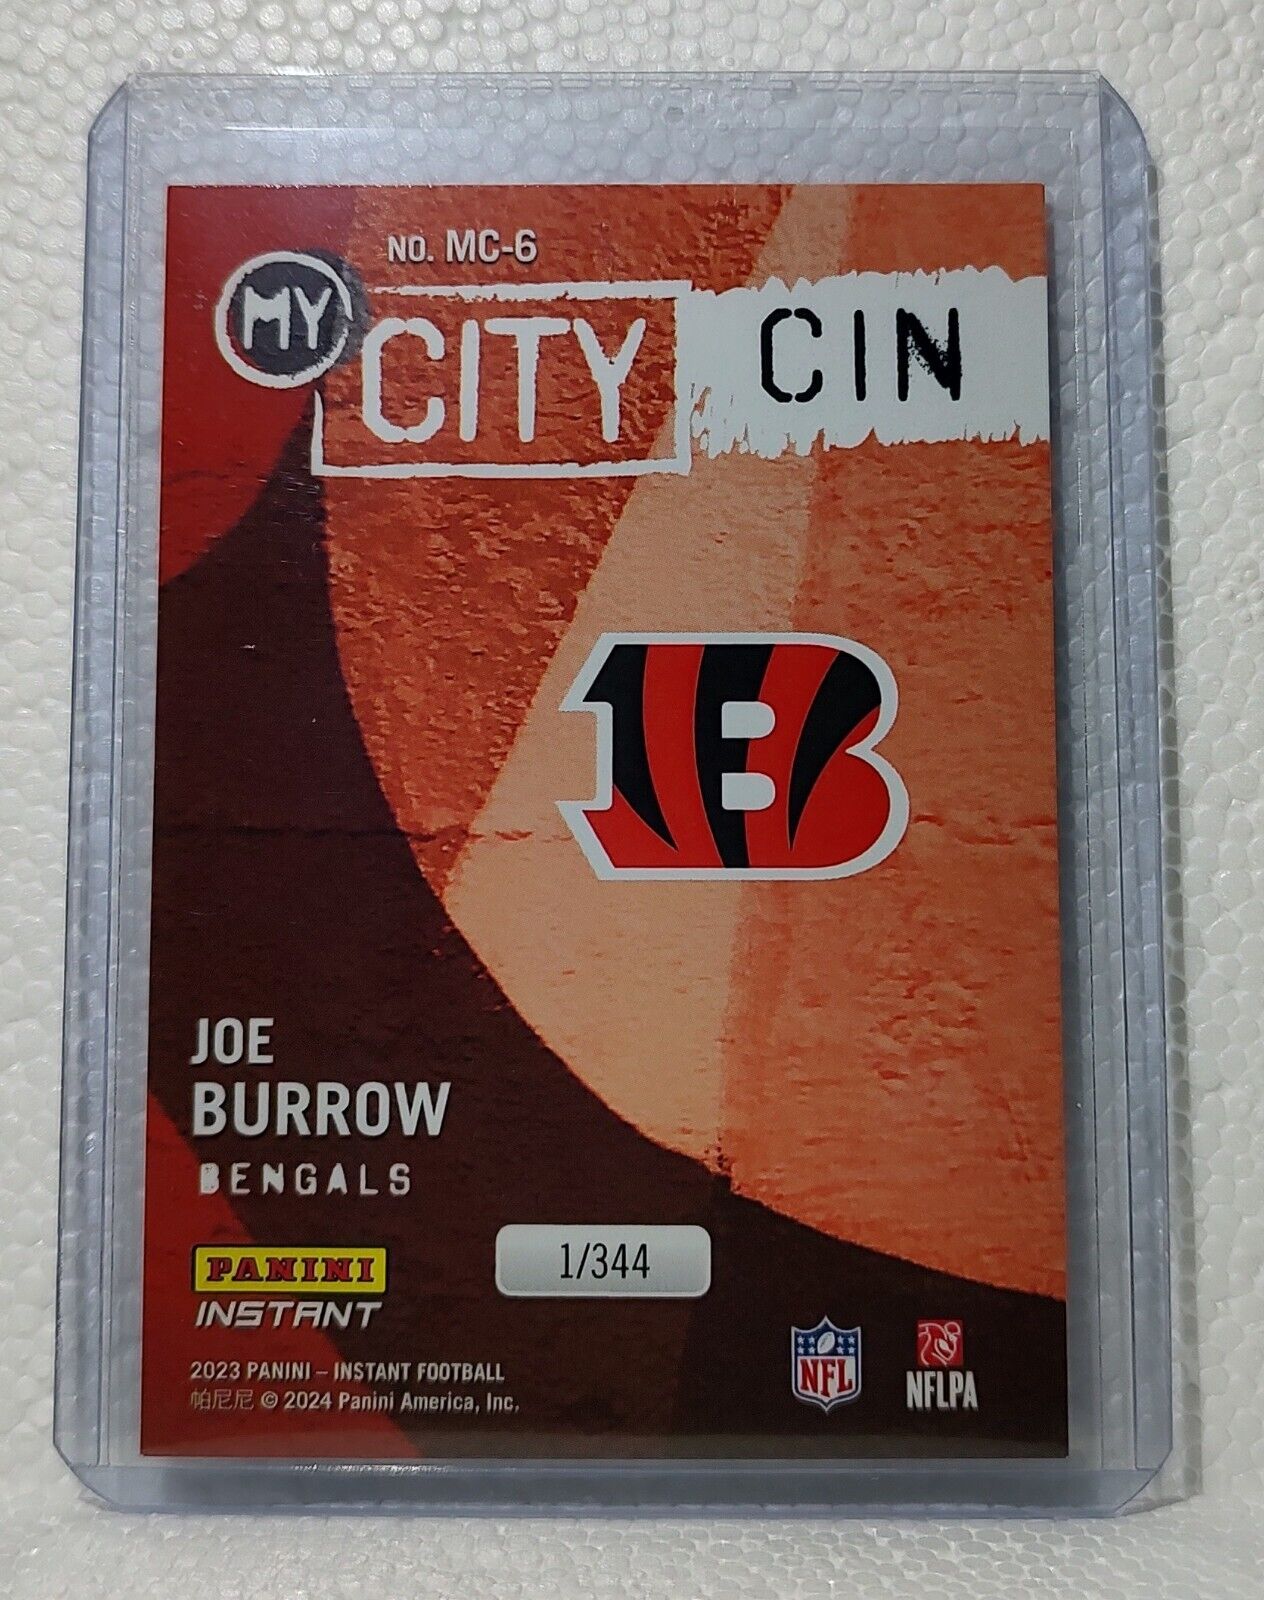 NO. MC-6
MY CITY CIN
B
JOE
BURROW
BENGALS
PANINI
INSTANT
1/344
NFL
NFLPA
2023 PANINI – INSTANT FOOTBALL
帕尼尼 © 2024 Panini America, Inc.